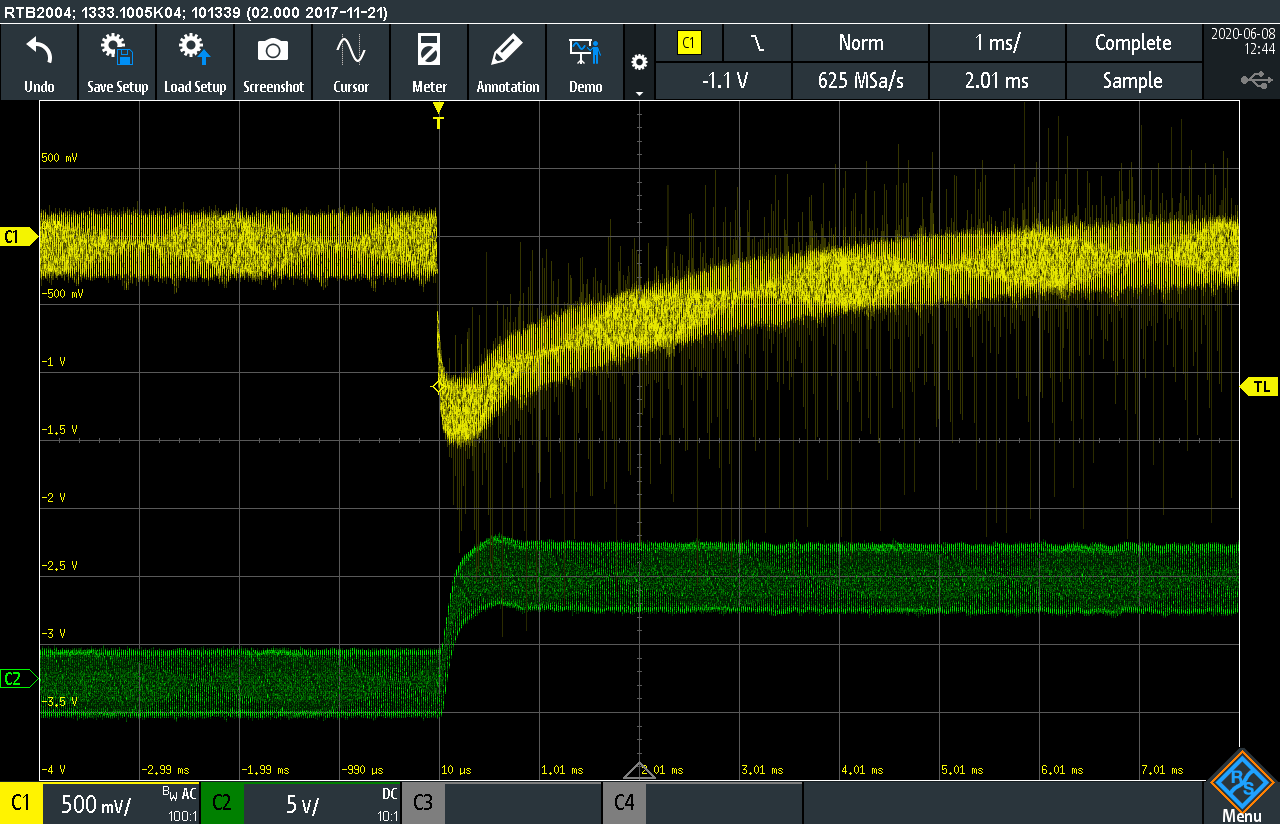 RTB2004; 1333.1005K04; 101339 (02.000 2017-11-21)
Undo
Save Setup
Load Setup
Screenshot
Cursor
Meter
Annotation
Demo
C1
Norm
1 ms/
Complete
2020-06-08
12:44
-1.1 V
625 MSa/s
2.01 ms
Sample
T
500 mV
C1
-500 mV
-1 V
TL
-1.5 V
-2 V
-2.5 V
-3 V
C2
-3.5 V
-4 V
-2.99 ms
-1.99 ms
-990 µs
10 µs
1.01 ms
2.01 ms
3.01 ms
4.01 ms
5.01 ms
6.01 ms
7.01 ms
C1
500 mV/
BW AC
100:1
C2
5 V/
DC
10:1
C3
C4
R S
Menu